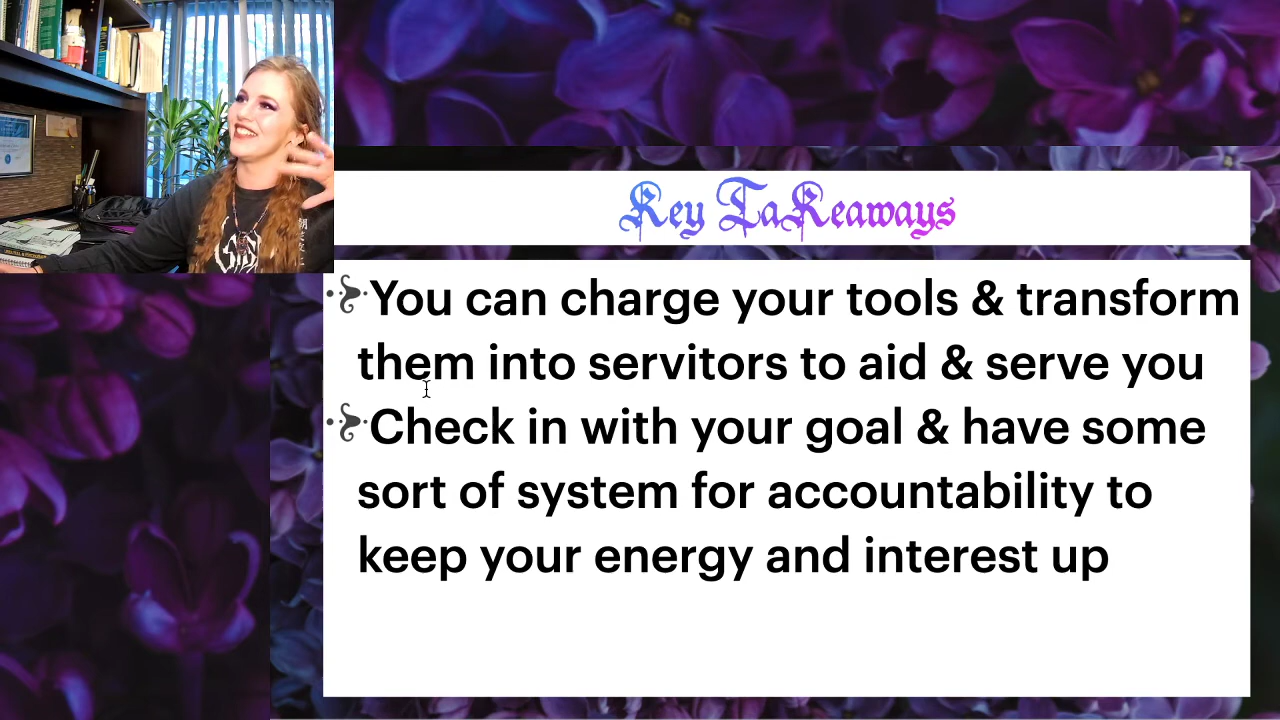 Key TaKeaways
You can charge your tools & transform
them into servitors to aid & serve you
Check in with your goal & have some
sort of system for accountability to
keep your energy and interest up